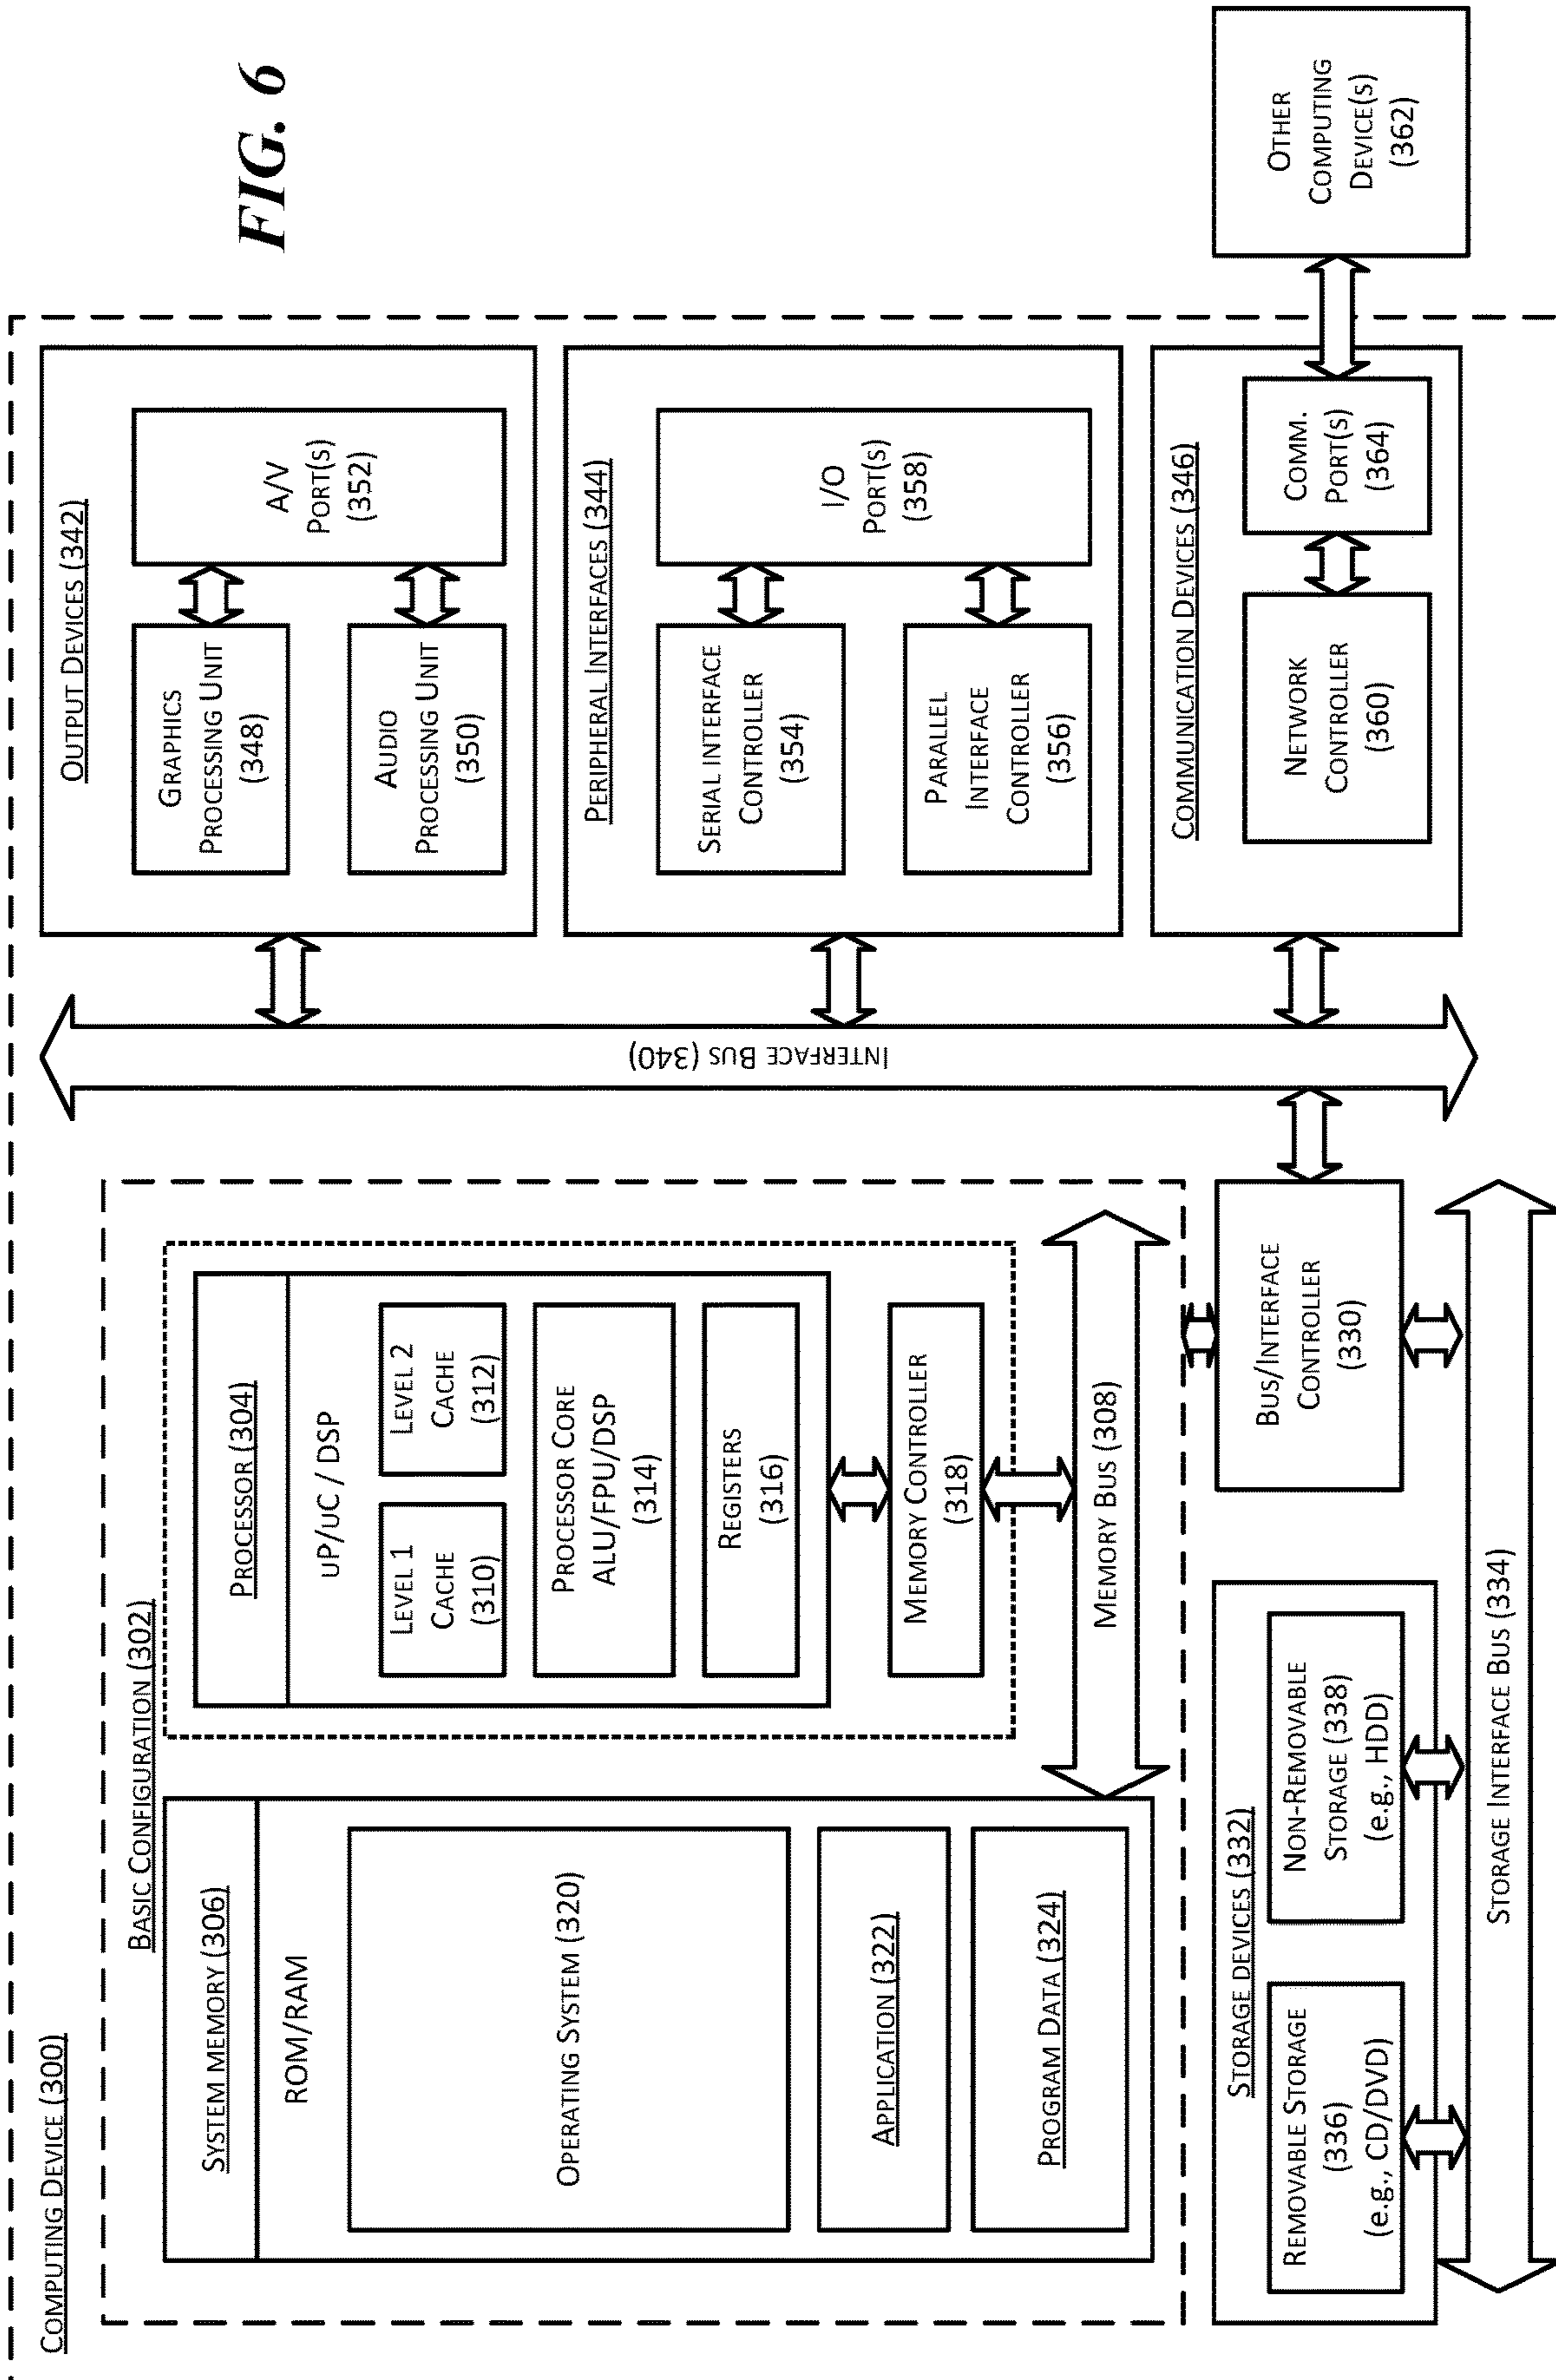 COMPUTING DEVICE (300)
FIG. 6
BASIC CONFIGURATION (302)
SYSTEM MEMORY (306)
ROM/RAM
OPERATING SYSTEM (320)
APPLICATION (322)
PROGRAM DATA (324)
PROCESSOR (304)
uP/uC / DSP
LEVEL 1
CACHE
(310)
LEVEL 2
CACHE
(312)
PROCESSOR CORE
ALU/FPU/DSP
(314)
REGISTERS
(316)
MEMORY CONTROLLER
(318)
MEMORY BUS (308)
STORAGE DEVICES (332)
REMOVABLE STORAGE
(336)
(e.g., CD/DVD)
NON-REMOVABLE
STORAGE (338)
(e.g., HDD)
BUS/INTERFACE
CONTROLLER
(330)
STORAGE INTERFACE BUS (334)
INTERFACE BUS (340)
OUTPUT DEVICES (342)
GRAPHICS
PROCESSING UNIT
(348)
AUDIO
PROCESSING UNIT
(350)
A/V
PORT(S)
(352)
PERIPHERAL INTERFACES (344)
SERIAL INTERFACE
CONTROLLER
(354)
PARALLEL
INTERFACE
CONTROLLER
(356)
I/O
PORT(S)
(358)
COMMUNICATION DEVICES (346)
NETWORK
CONTROLLER
(360)
COMM.
PORT(S)
(364)
OTHER
COMPUTING
DEVICE(S)
(362)